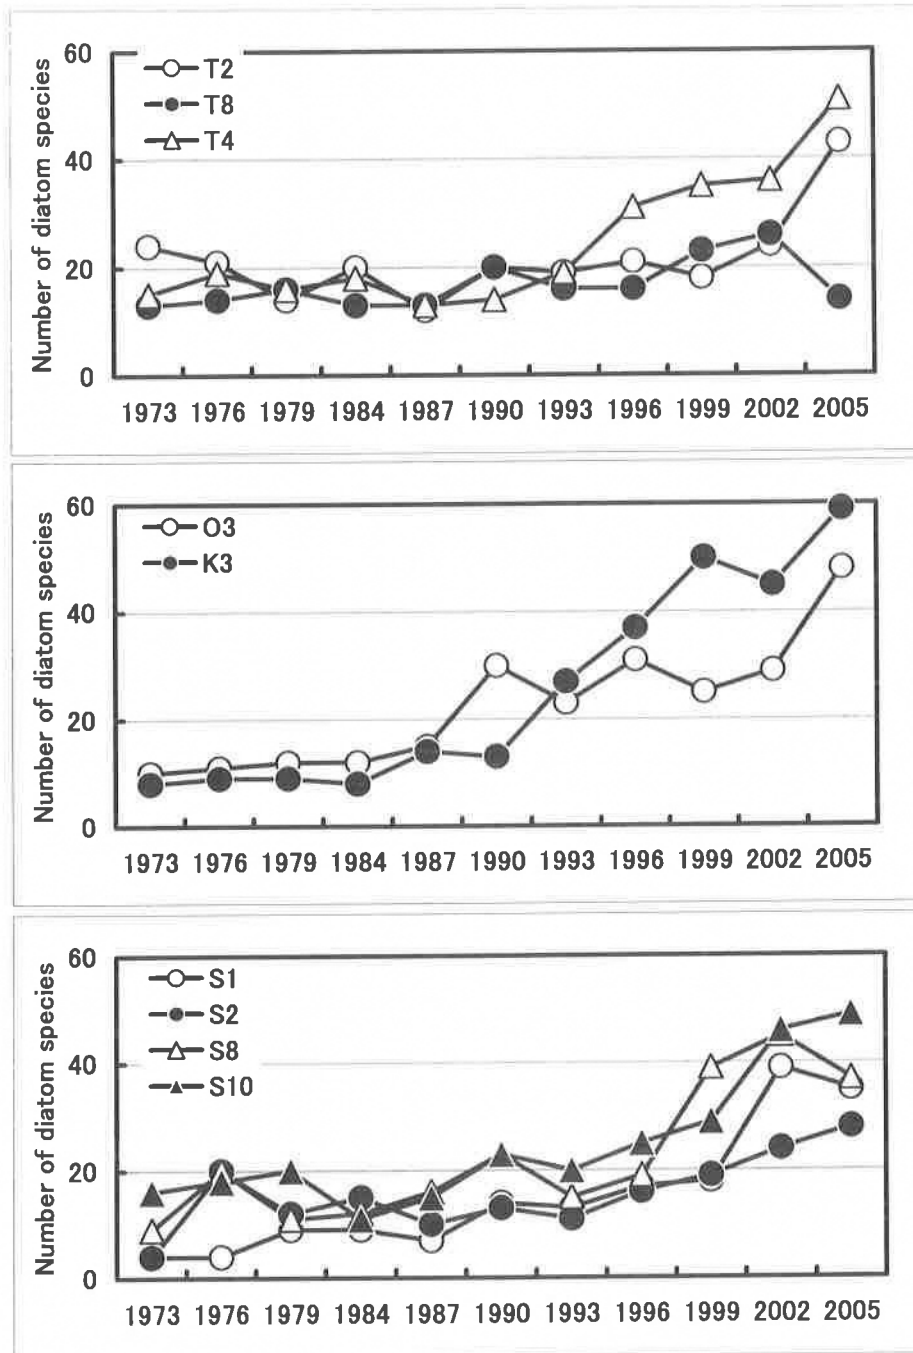 Number of diatom species
60
40
20
0
T2
T8
T4
1973 1976 1979 1984 1987 1990 1993 1996 1999 2002 2005
Number of diatom species
60
40
20
0
O3
K3
1973 1976 1979 1984 1987 1990 1993 1996 1999 2002 2005
Number of diatom species
60
40
20
0
S1
S2
S8
S10
1973 1976 1979 1984 1987 1990 1993 1996 1999 2002 2005